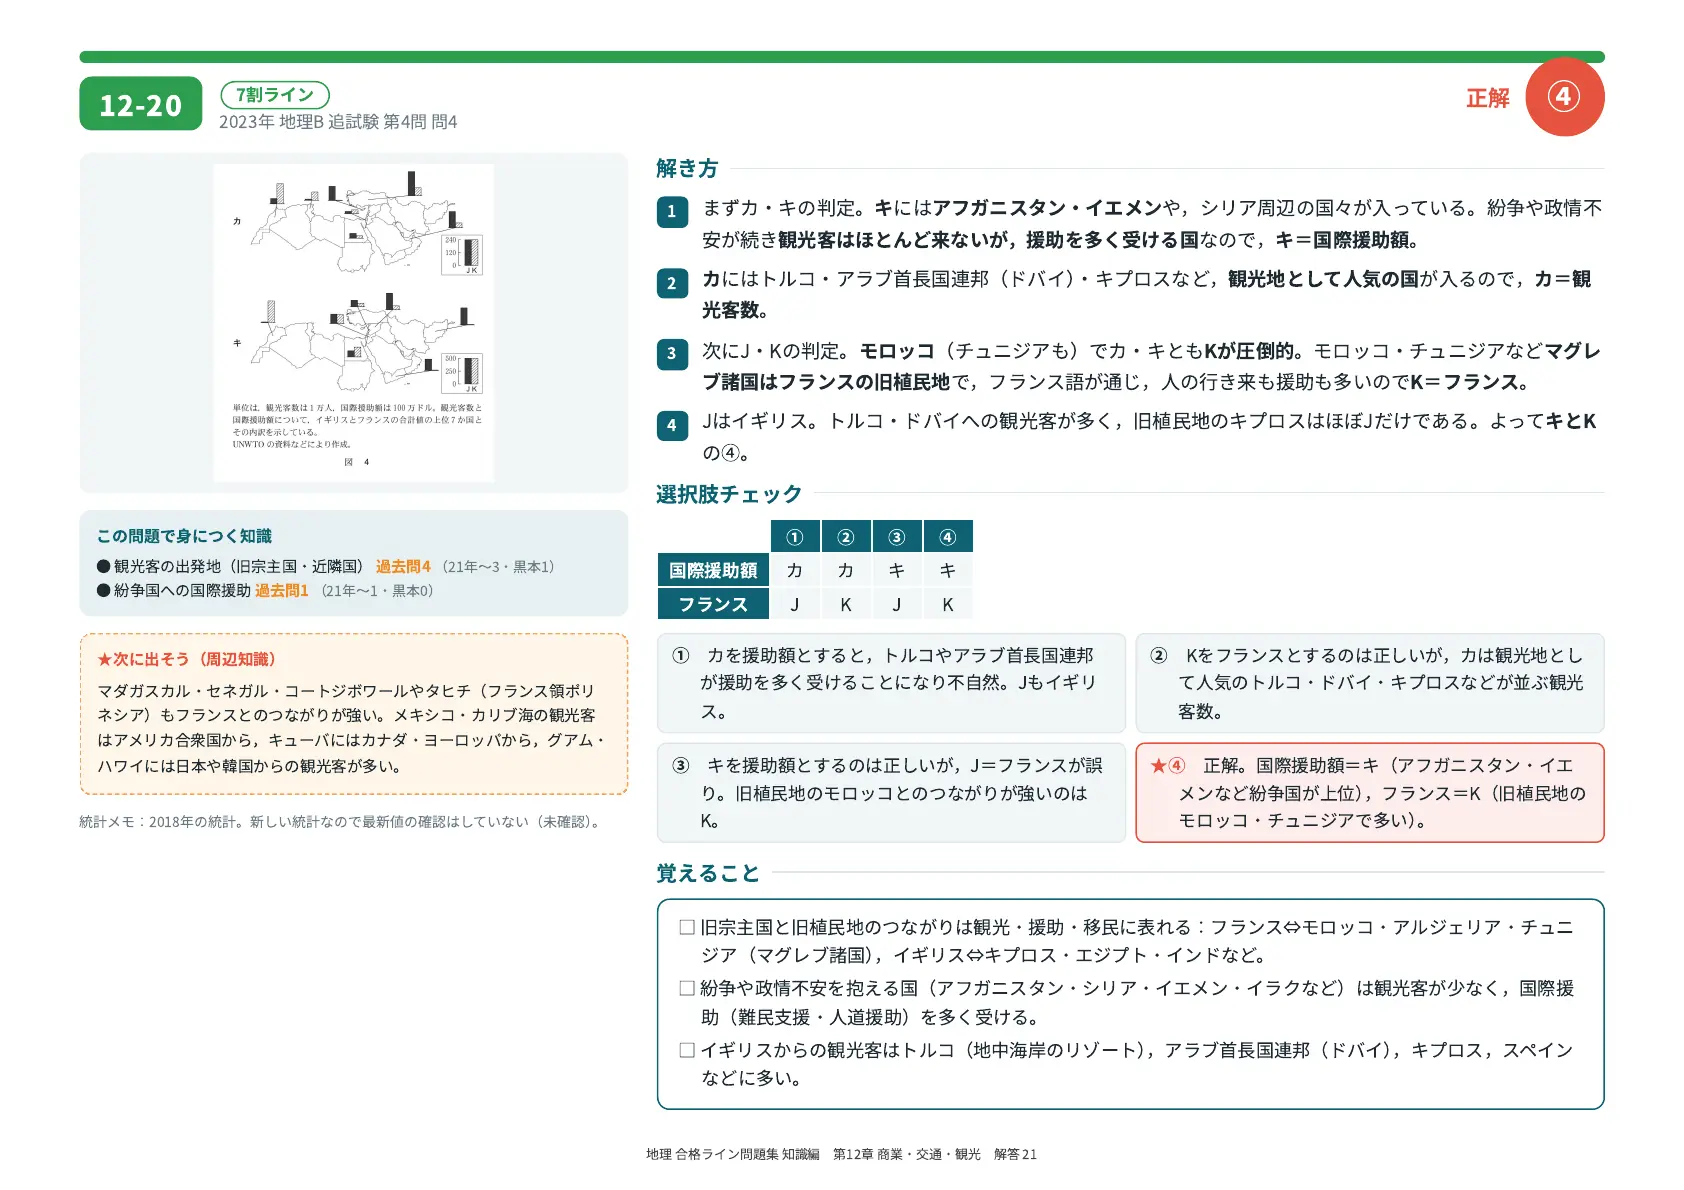 12-20
7割ライン
2023年 地理B 追試験 第4問 問4
正解
④
カ
240
120
0
J K
キ
500
250
0
J K
単位は，観光客数は1万人，国際援助額は100万ドル。観光客数と
国際援助額について，イギリスとフランスの合計値の上位7か国と
その内訳を示している。
UNWTO の資料などにより作成。
図 4
この問題で身につく知識
●観光客の出発地（旧宗主国・近隣国） 過去問4（21年～3・黒本1）
●紛争国への国際援助 過去問1（21年～1・黒本0）
★次に出そう（周辺知識）
マダガスカル・セネガル・コートジボワールやタヒチ（フランス領ポリ
ネシア）もフランスとのつながりが強い。メキシコ・カリブ海の観光客
はアメリカ合衆国から，キューバにはカナダ・ヨーロッパから，グアム・
ハワイには日本や韓国からの観光客が多い。
統計メモ：2018年の統計。新しい統計なので最新値の確認はしていない（未確認）。
解き方
1 まずカ・キの判定。キにはアフガニスタン・イエメンや，シリア周辺の国々が入っている。紛争や政情不
安が続き観光客はほとんど来ないが，援助を多く受ける国なので，キ＝国際援助額。
2 カにはトルコ・アラブ首長国連邦（ドバイ）・キプロスなど，観光地として人気の国が入るので，カ＝観
光客数。
3 次にJ・Kの判定。モロッコ（チュニジアも）でカ・キともKが圧倒的。モロッコ・チュニジアなどマグレ
ブ諸国はフランスの旧植民地で，フランス語が通じ，人の行き来も援助も多いのでK＝フランス。
4 Jはイギリス。トルコ・ドバイへの観光客が多く，旧植民地のキプロスはほぼJだけである。よってキとK
の④。
選択肢チェック
① ② ③ ④
国際援助額 カ カ キ キ
フランス J K J K
① カを援助額とすると，トルコやアラブ首長国連邦
が援助を多く受けることになり不自然。Jもイギリ
ス。
② Kをフランスとするのは正しいが，カは観光地とし
て人気のトルコ・ドバイ・キプロスなどが並ぶ観光
客数。
③ キを援助額とするのは正しいが，J＝フランスが誤
り。旧植民地のモロッコとのつながりが強いのは
K。
★④ 正解。国際援助額＝キ（アフガニスタン・イエ
メンなど紛争国が上位），フランス＝K（旧植民地の
モロッコ・チュニジアで多い）。
覚えること
□ 旧宗主国と旧植民地のつながりは観光・援助・移民に表れる：フランス⇔モロッコ・アルジェリア・チュニ
ジア（マグレブ諸国），イギリス⇔キプロス・エジプト・インドなど。
□ 紛争や政情不安を抱える国（アフガニスタン・シリア・イエメン・イラクなど）は観光客が少なく，国際援
助（難民支援・人道援助）を多く受ける。
□ イギリスからの観光客はトルコ（地中海岸のリゾート），アラブ首長国連邦（ドバイ），キプロス，スペイン
などに多い。
地理 合格ライン問題集 知識編 第12章 商業・交通・観光 解答21